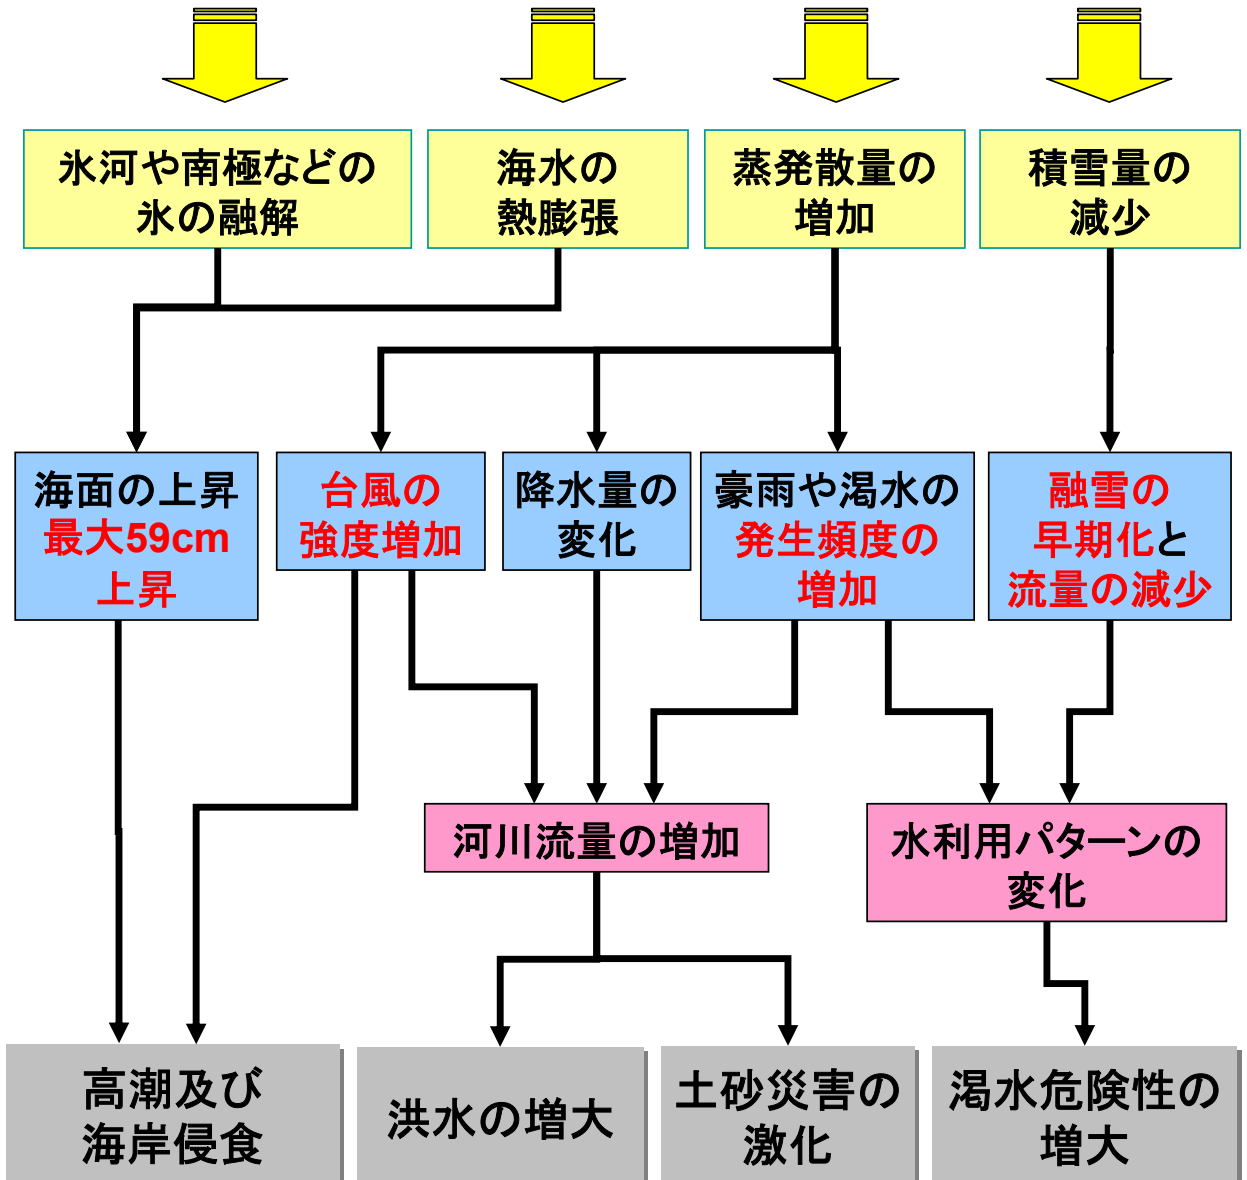 氷河や南極などの
氷の融解
海水の
熱膨張
蒸発散量の
増加
積雪量の
減少
海面の上昇
最大59cm
上昇
台風の
強度増加
降水量の
変化
豪雨や渇水の
発生頻度の
増加
融雪の
早期化と
流量の減少
河川流量の増加
水利用パターンの
変化
高潮及び
海岸侵食
洪水の増大
土砂災害の
激化
渇水危険性の
増大